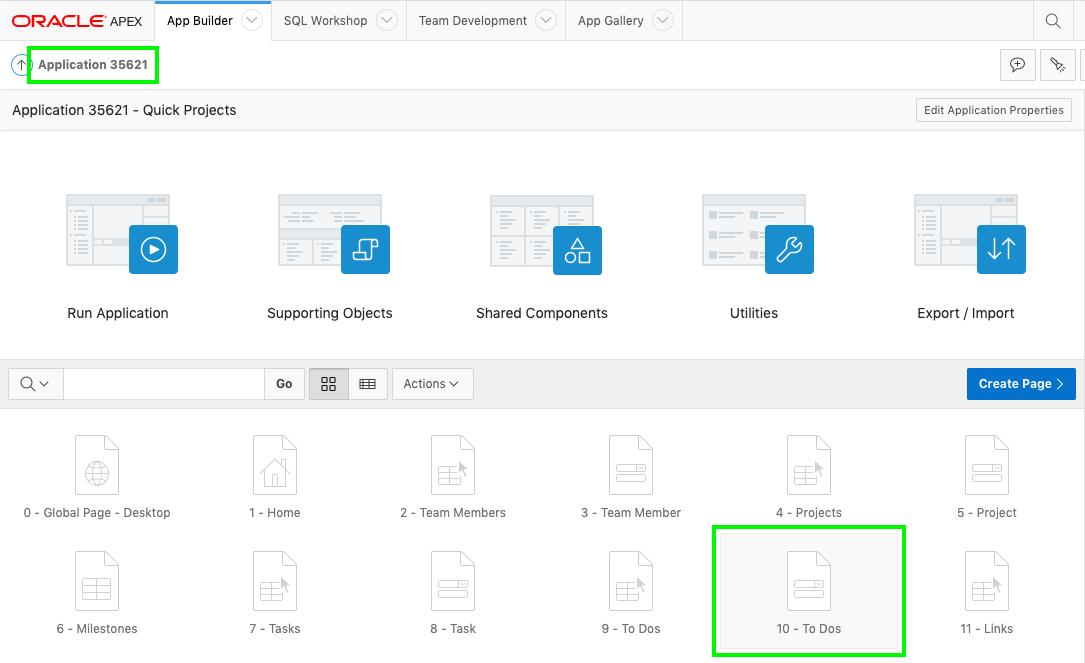 ORACLE APEX App Builder SQL Workshop Team Development App Gallery
Application 35621
Application 35621 - Quick Projects Edit Application Properties
Run Application Supporting Objects Shared Components Utilities Export / Import
Go Actions Create Page
0 - Global Page - Desktop 1 - Home 2 - Team Members 3 - Team Member 4 - Projects 5 - Project
6 - Milestones 7 - Tasks 8 - Task 9 - To Dos 10 - To Dos 11 - Links